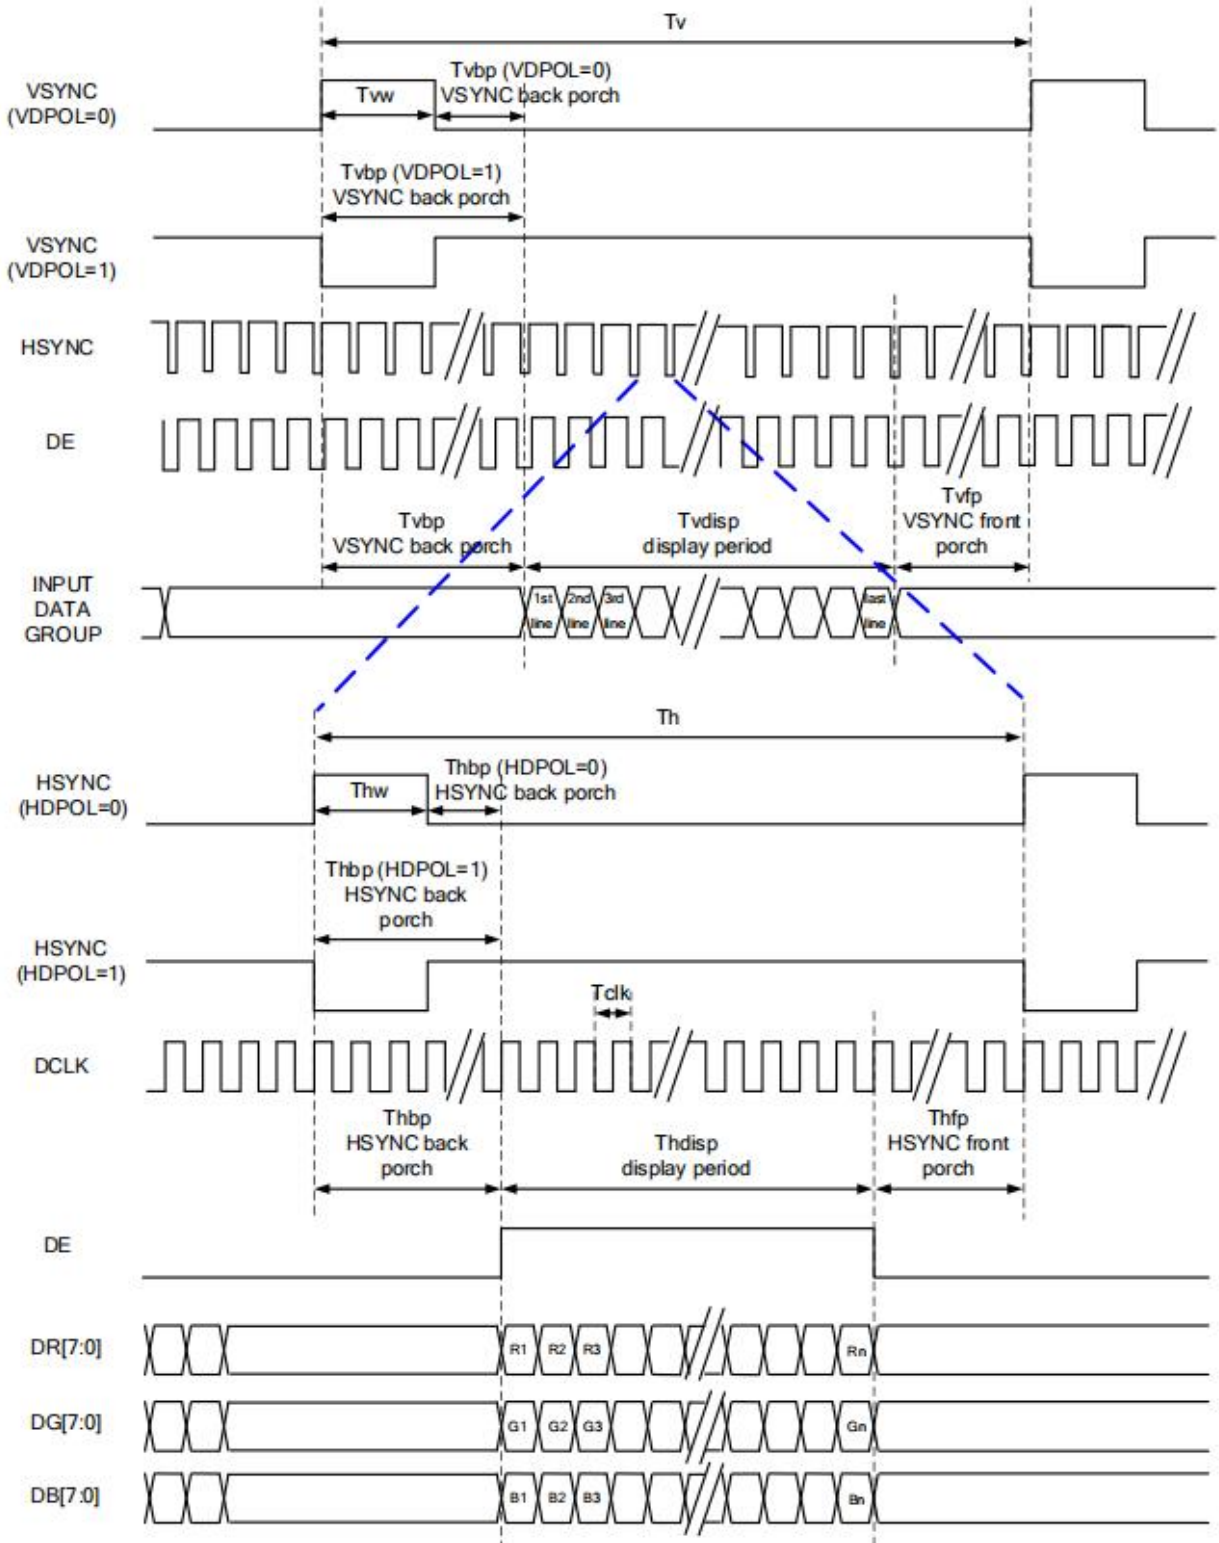 Tv
VSYNC
(VDPOL=0)
Tvw
Tvbp (VDPOL=0)
VSYNC back porch
Tvbp (VDPOL=1)
VSYNC back porch
VSYNC
(VDPOL=1)
HSYNC
DE
Tvbp
VSYNC back porch
Tvdisp
display period
Tvfp
VSYNC front
porch
INPUT
DATA
GROUP
1st
line
2nd
line
3rd
line
last
line
Th
HSYNC
(HDPOL=0)
Thw
Thbp (HDPOL=0)
HSYNC back porch
Thbp (HDPOL=1)
HSYNC back
porch
HSYNC
(HDPOL=1)
Tclk
DCLK
Thbp
HSYNC back
porch
Thdisp
display period
Thfp
HSYNC front
porch
DE
DR[7:0]
R1 R2 R3 Rn
DG[7:0]
G1 G2 G3 Gn
DB[7:0]
B1 B2 B3 Bn